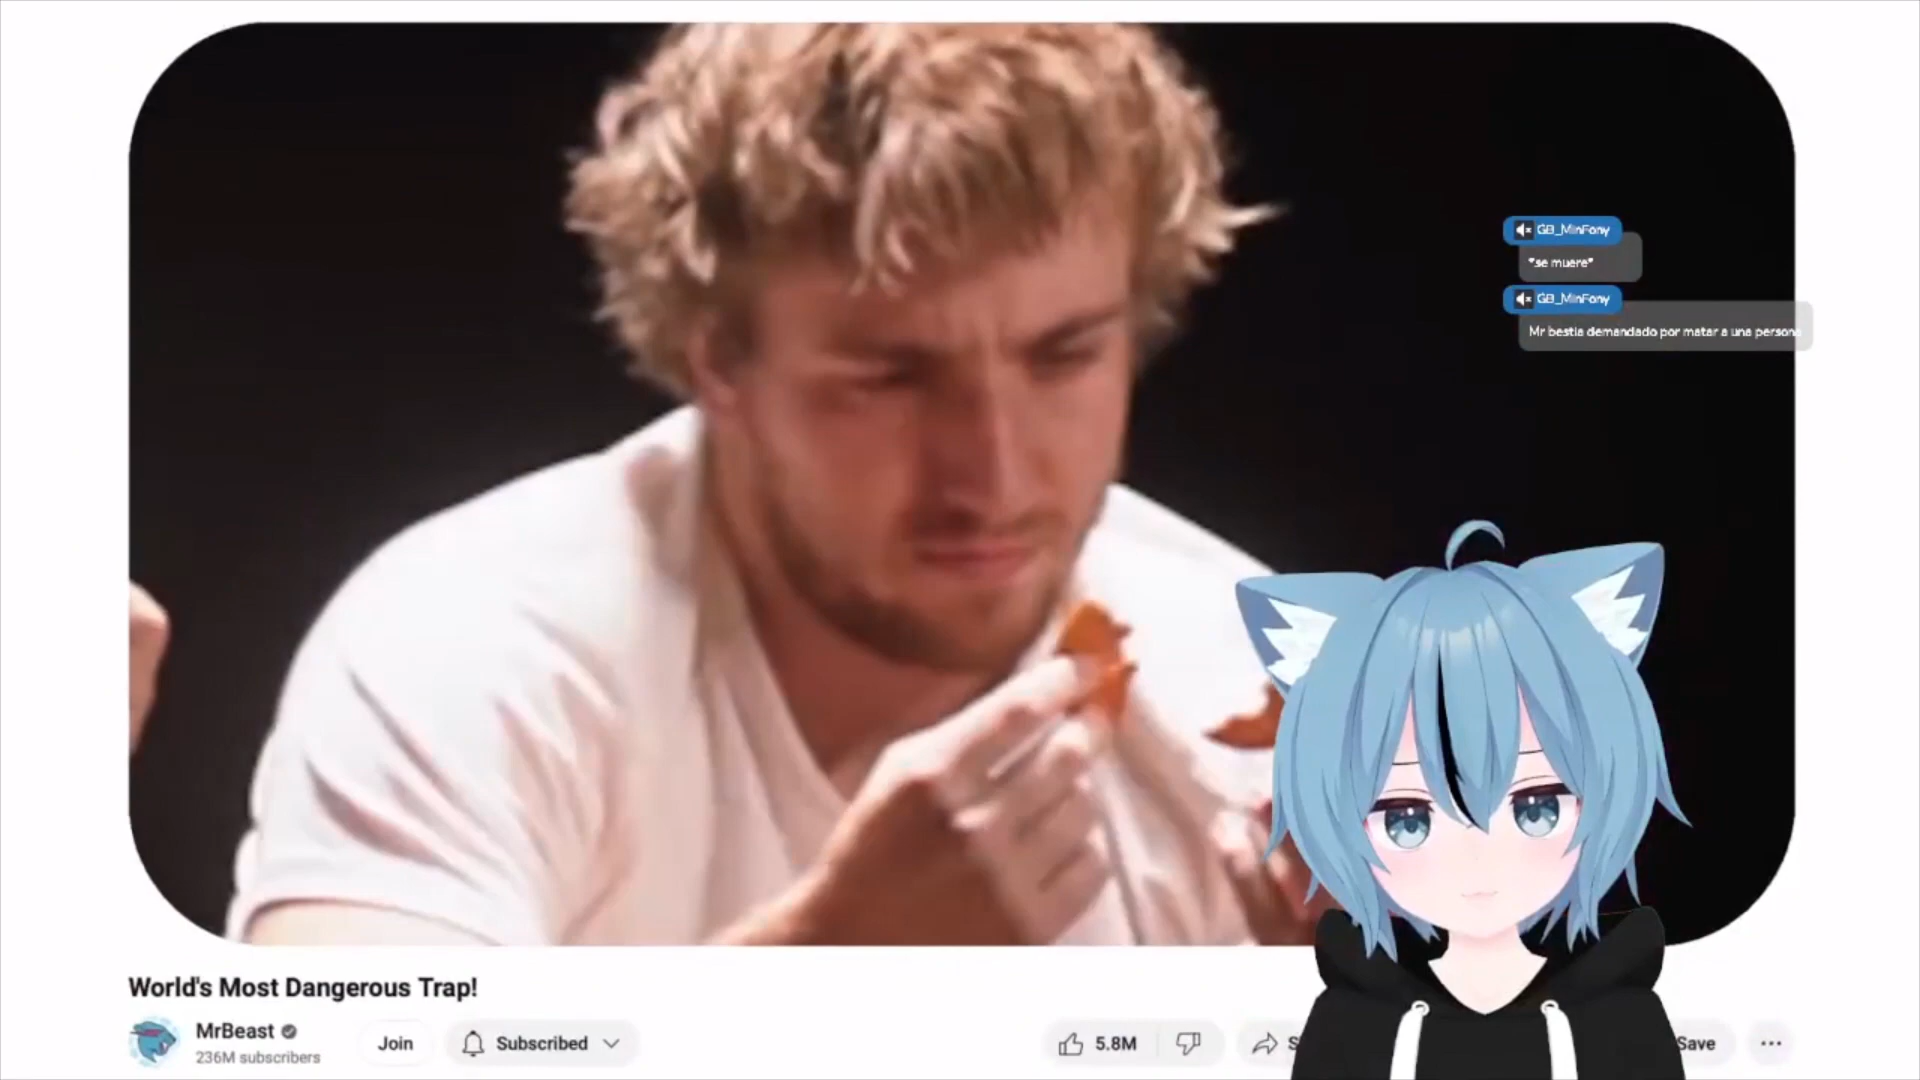 GB_MinFony
*se muere*
GB_MinFony
Mr bestia demandado por matar a una persona
World's Most Dangerous Trap!
MrBeast
236M subscribers
Join
Subscribed
5.8M
S
Save